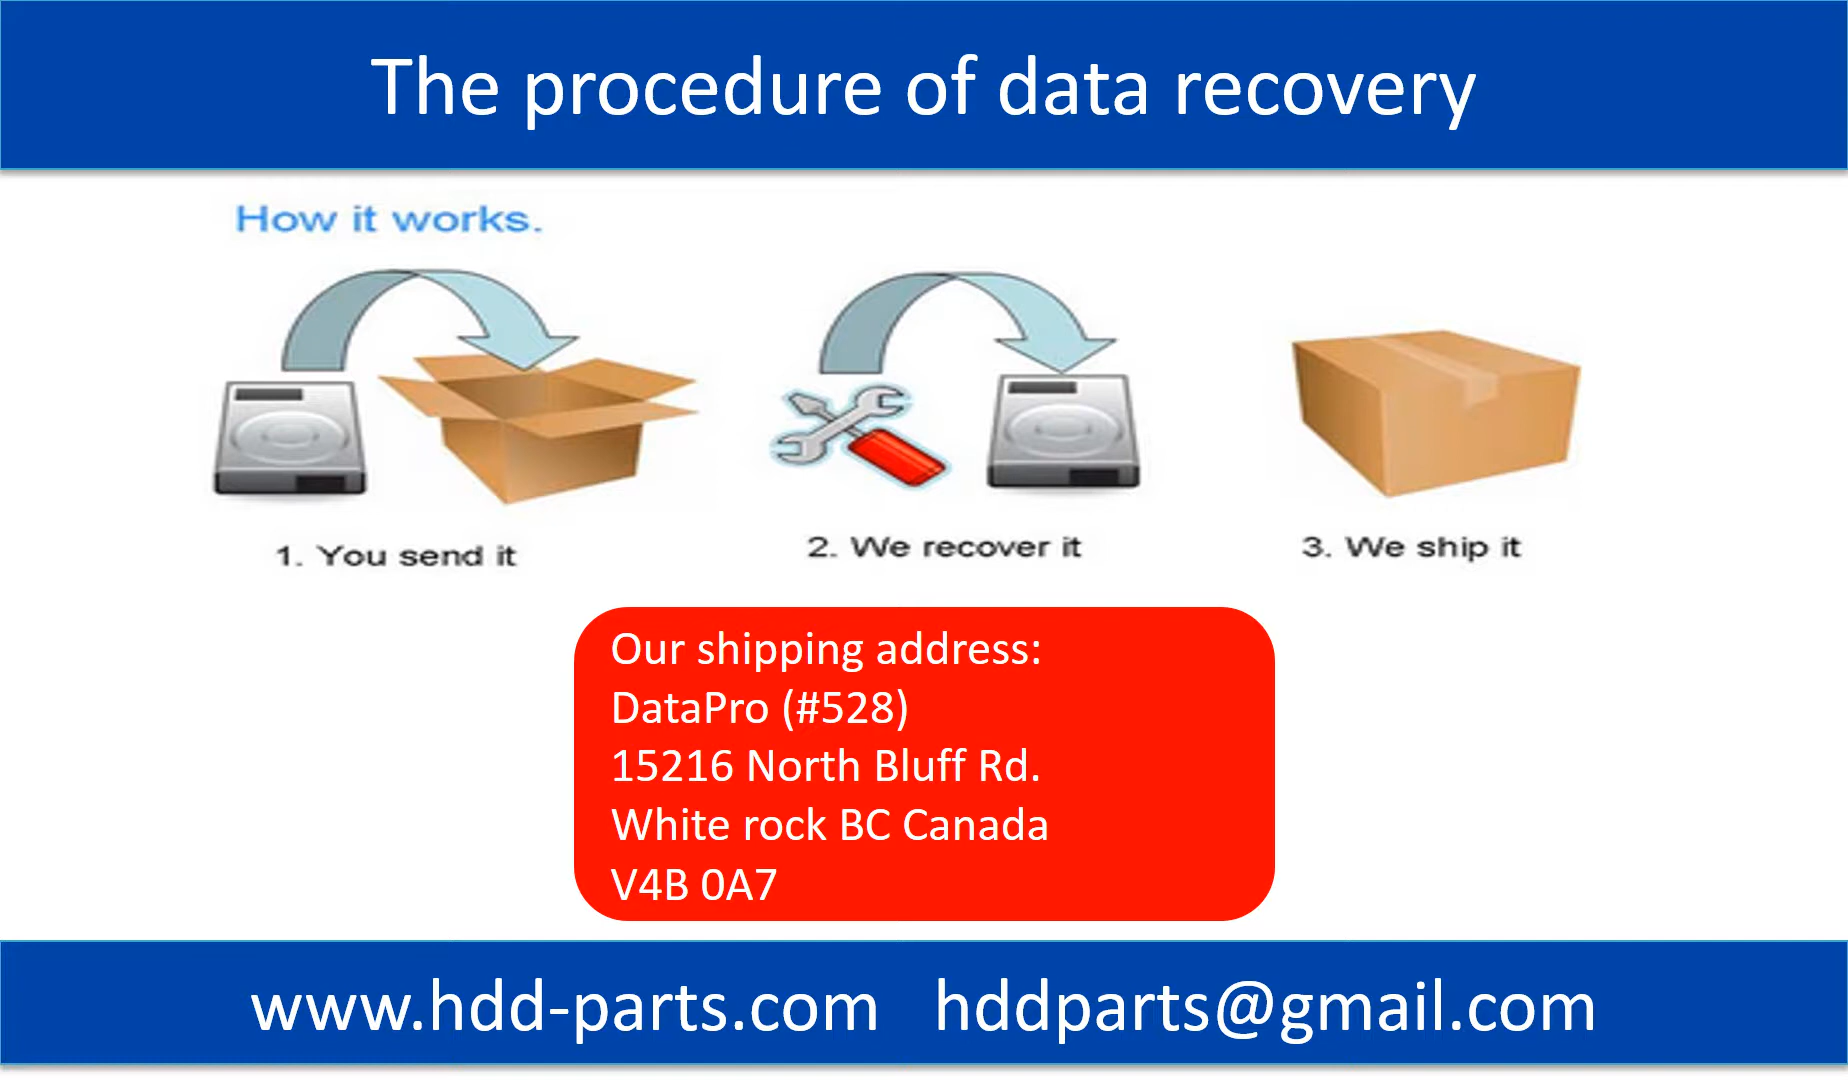 The procedure of data recovery
How it works.
1. You send it
2. We recover it
3. We ship it
Our shipping address:
DataPro (#528)
15216 North Bluff Rd.
White rock BC Canada
V4B 0A7
www.hdd-parts.com hddparts@gmail.com